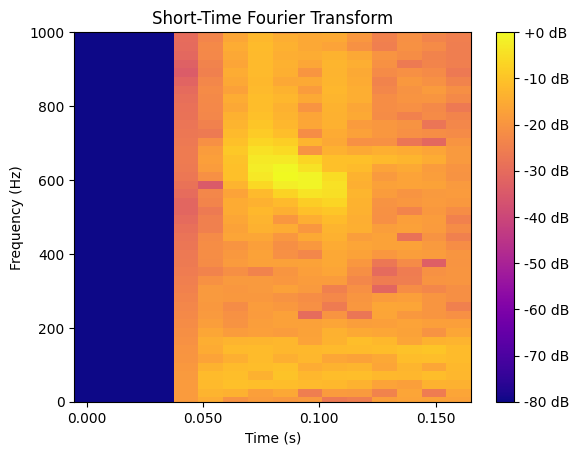 Short-Time Fourier Transform
1000
800
600
400
200
0
Frequency (Hz)
0.000
0.050
0.100
0.150
Time (s)
+0 dB
-10 dB
-20 dB
-30 dB
-40 dB
-50 dB
-60 dB
-70 dB
-80 dB